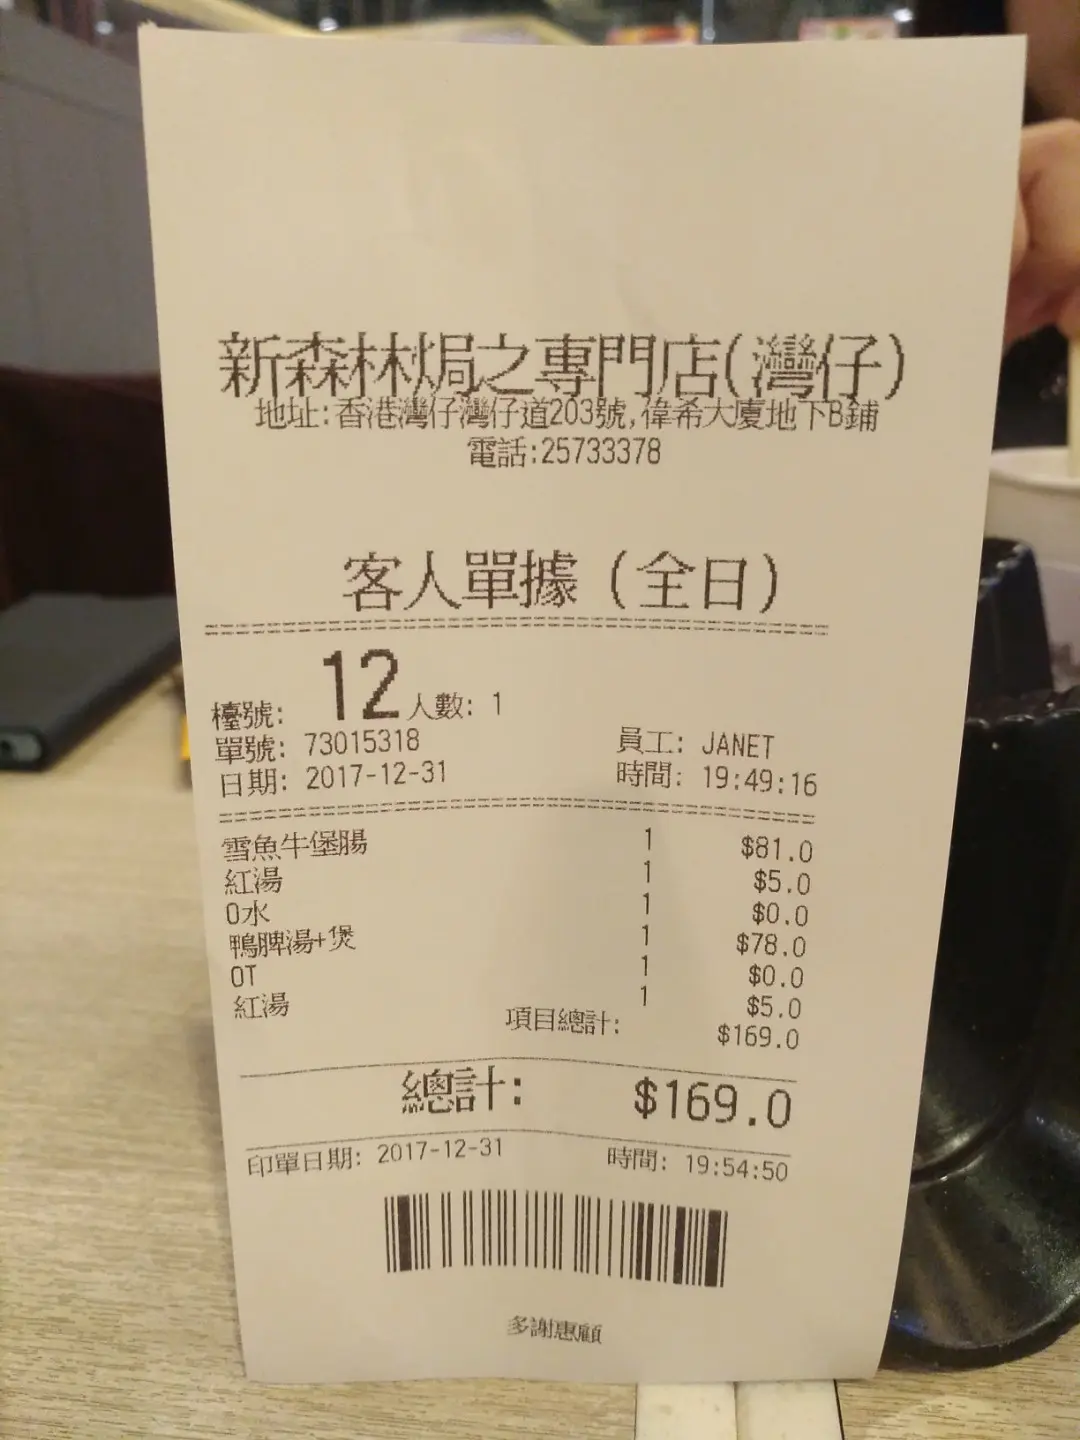 新森林焗之專門店(灣仔)
地址:香港灣仔灣仔道203號,偉希大廈地下B鋪
電話:25733378
客人單據(全日)
檯號: 12 人數: 1
單號: 73015318 員工: JANET
日期: 2017-12-31 時間: 19:49:16
雪魚牛堡腸 1 $81.0
紅湯 1 $5.0
O水 1 $0.0
鴨脾湯+煲 1 $78.0
OT 1 $0.0
紅湯 1 $5.0
項目總計: $169.0
總計: $169.0
印單日期: 2017-12-31 時間: 19:54:50
多謝惠顧